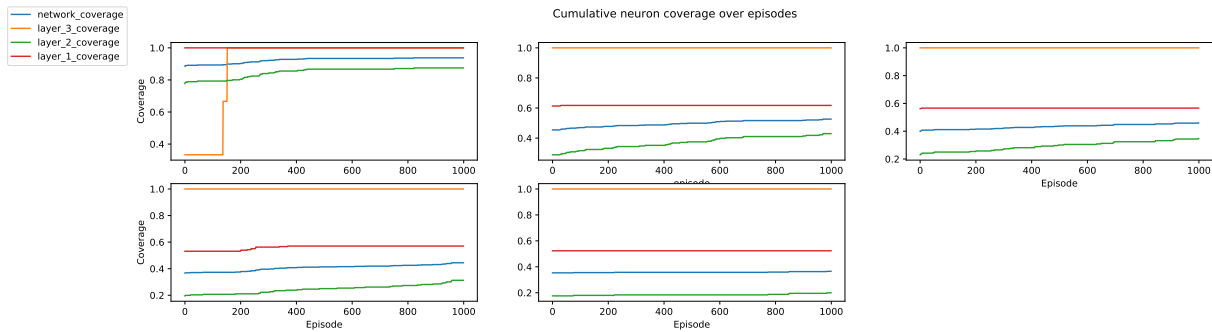 network_coverage
layer_3_coverage
layer_2_coverage
layer_1_coverage
Cumulative neuron coverage over episodes
Coverage
1.0
0.8
0.6
0.4
0 200 400 600 800 1000
1.0
0.8
0.6
0.4
0 200 400 600 800 1000
episode
1.0
0.8
0.6
0.4
0.2
0 200 400 600 800 1000
Episode
Coverage
1.0
0.8
0.6
0.4
0.2
0 200 400 600 800 1000
Episode
1.0
0.8
0.6
0.4
0.2
0 200 400 600 800 1000
Episode